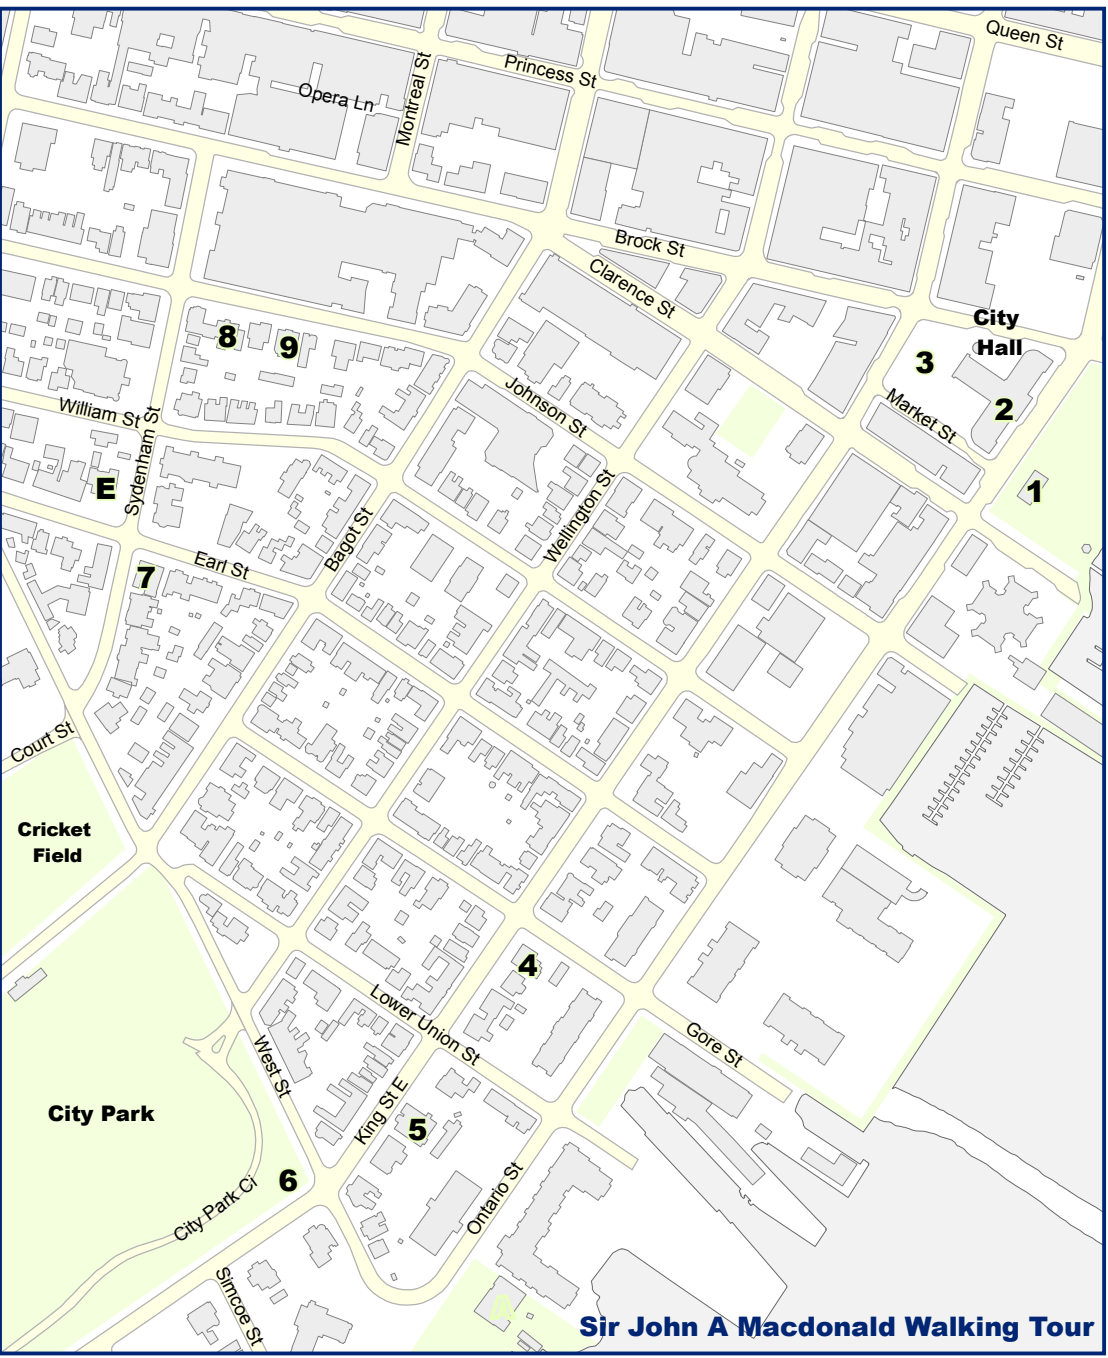 Queen St
Princess St
Opera Ln
Montreal St
Brock St
Clarence St
City
Hall
8
9
3
2
Johnson St
Market St
William St
Sydenham St
E
1
Wellington St
Bagot St
Earl St
7
Court St
Cricket
Field
4
Lower Union St
Gore St
West St
King St E
City Park
5
6
City Park Ci
Ontario St
Simcoe St
A
Sir John A Macdonald Walking Tour